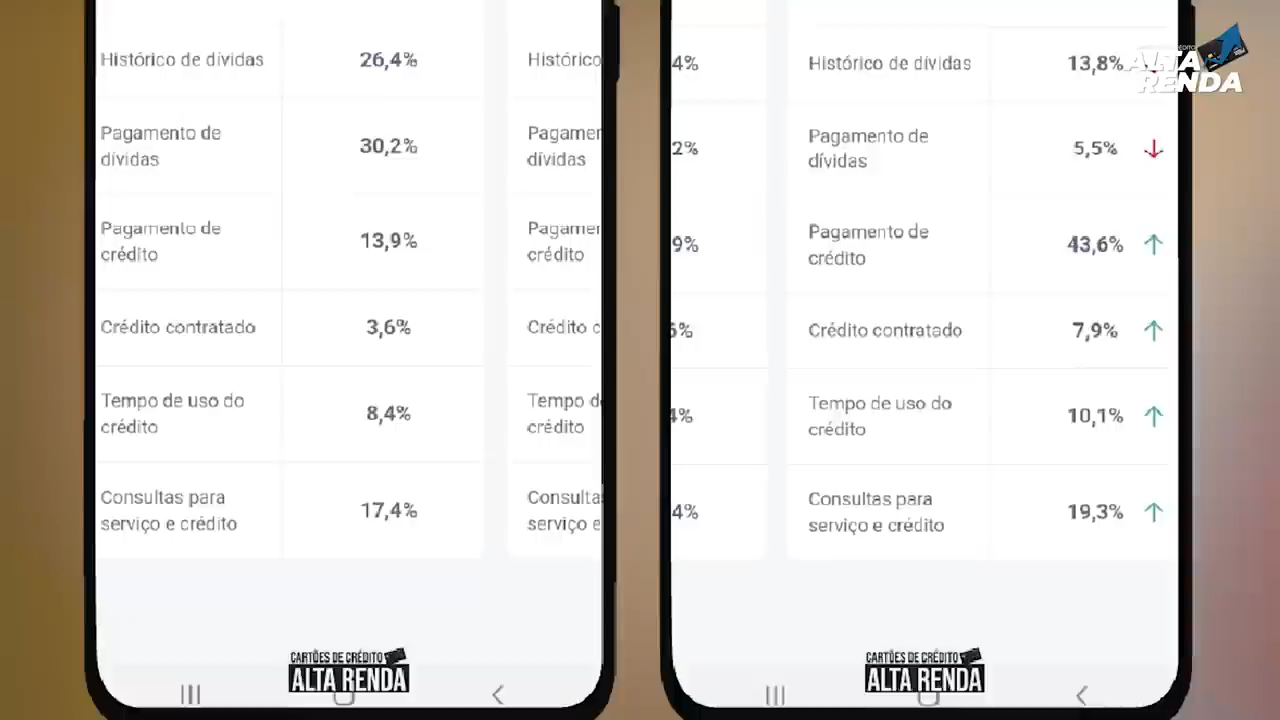 Histórico de dívidas 26,4%
Pagamento de
dívidas 30,2%
Pagamento de
crédito 13,9%
Crédito contratado 3,6%
Tempo de uso do
crédito 8,4%
Consultas para
serviço e crédito 17,4%
Histórico
dívidas
crédito
Crédito
Tempo
crédito
serviço e
CARTÕES DE CRÉDITO
ALTA RENDA
4%
2%
9%
4%
4%
Histórico de dívidas 13,8%
Pagamento de
dívidas 5,5%
Pagamento de
crédito 43,6%
Crédito contratado 7,9%
Tempo de uso do
crédito 10,1%
Consultas para
serviço e crédito 19,3%
CARTÕES DE CRÉDITO
ALTA RENDA
ALTA
RENDA